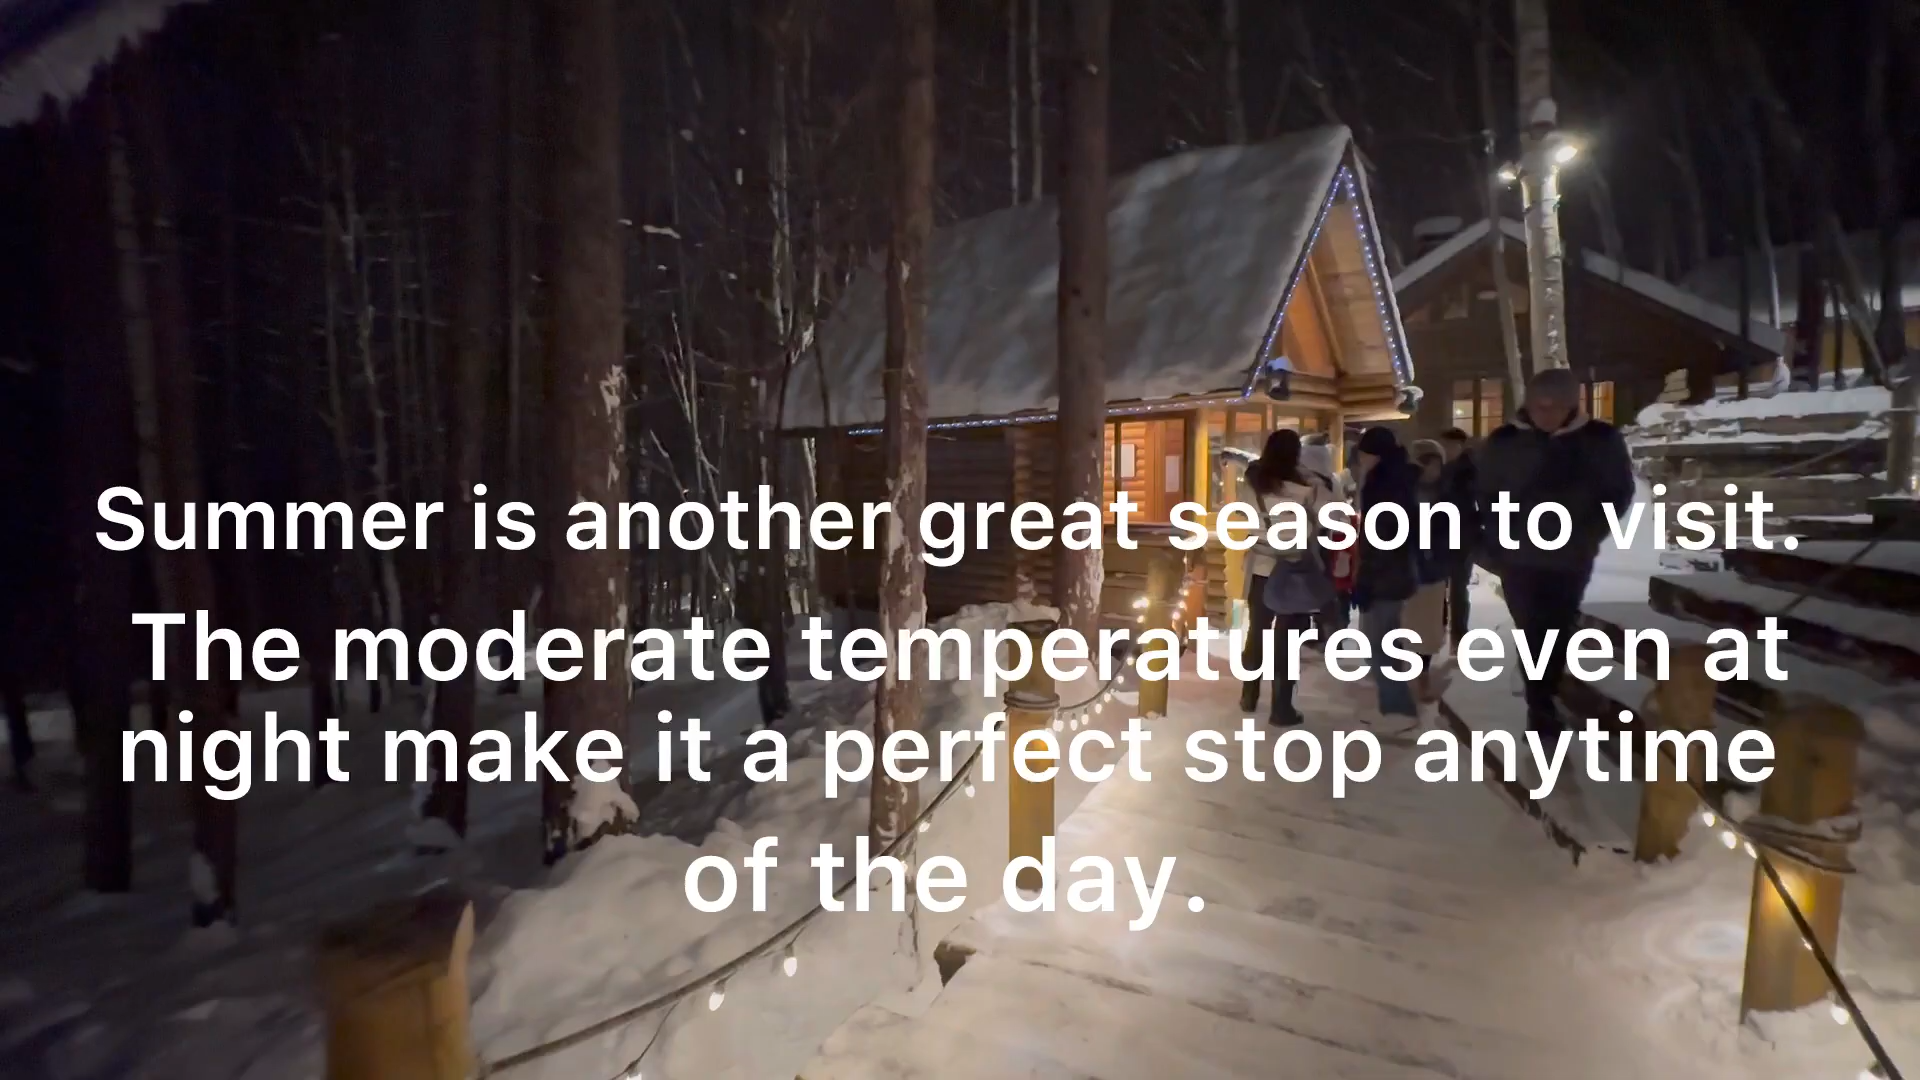 Summer is another great season to visit.
The moderate temperatures even at
night make it a perfect stop anytime
of the day.